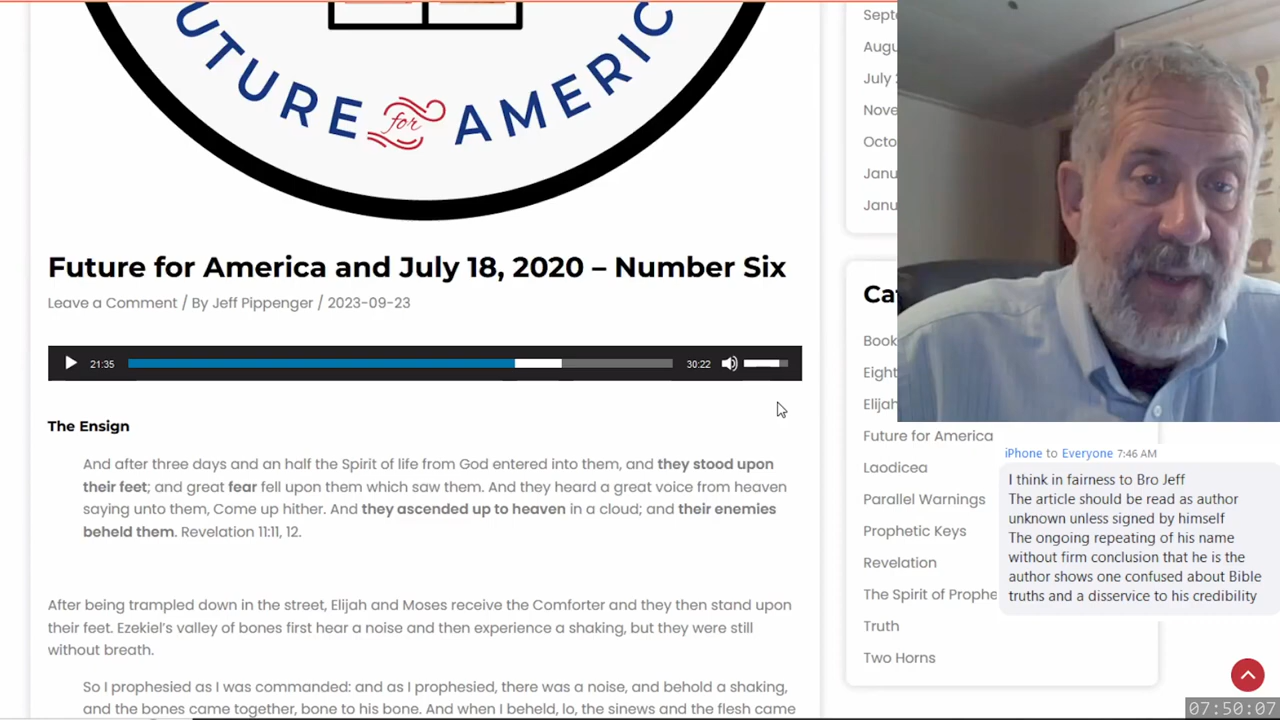 FUTURE for AMERIC
Future for America and July 18, 2020 – Number Six
Leave a Comment / By Jeff Pippenger / 2023-09-23
21:35
30:22
The Ensign
And after three days and an half the Spirit of life from God entered into them, and they stood upon
their feet; and great fear fell upon them which saw them. And they heard a great voice from heaven
saying unto them, Come up hither. And they ascended up to heaven in a cloud; and their enemies
beheld them. Revelation 11:11, 12.
After being trampled down in the street, Elijah and Moses receive the Comforter and they then stand upon
their feet. Ezekiel's valley of bones first hear a noise and then experience a shaking, but they were still
without breath.
So I prophesied as I was commanded: and as I prophesied, there was a noise, and behold a shaking,
and the bones came together, bone to his bone. And when I beheld, lo, the sinews and the flesh came
Sept
Augu
July
Nove
Octo
Janu
Janu
Ca
Book
Eight
Elijah
Future for America
Laodicea
Parallel Warnings
Prophetic Keys
Revelation
The Spirit of Prophe
Truth
Two Horns
iPhone to Everyone 7:46 AM
I think in fairness to Bro Jeff
The article should be read as author
unknown unless signed by himself
The ongoing repeating of his name
without firm conclusion that he is the
author shows one confused about Bible
truths and a disservice to his credibility
07:50:07